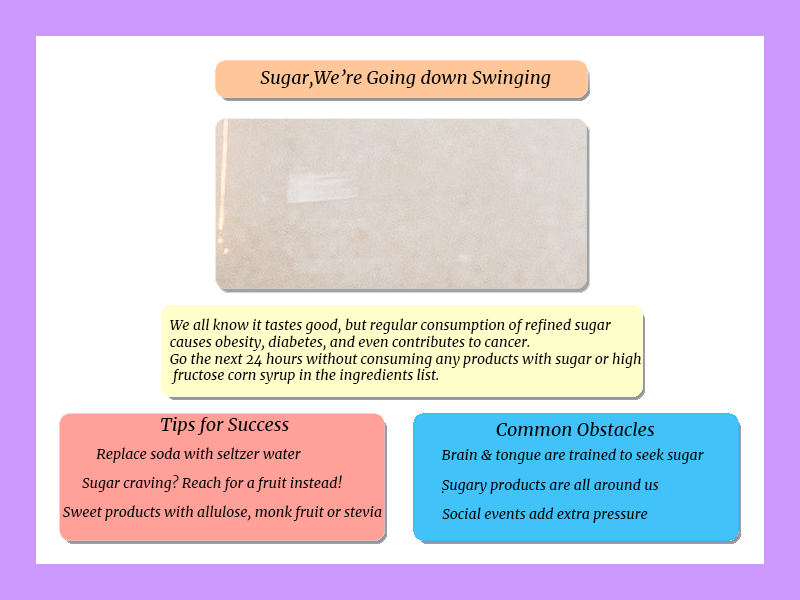 Sugar,We’re Going down Swinging
We all know it tastes good, but regular consumption of refined sugar
causes obesity, diabetes, and even contributes to cancer.
Go the next 24 hours without consuming any products with sugar or high
fructose corn syrup in the ingredients list.
Tips for Success
Replace soda with seltzer water
Sugar craving? Reach for a fruit instead!
Sweet products with allulose, monk fruit or stevia
Common Obstacles
Brain & tongue are trained to seek sugar
Sugary products are all around us
Social events add extra pressure